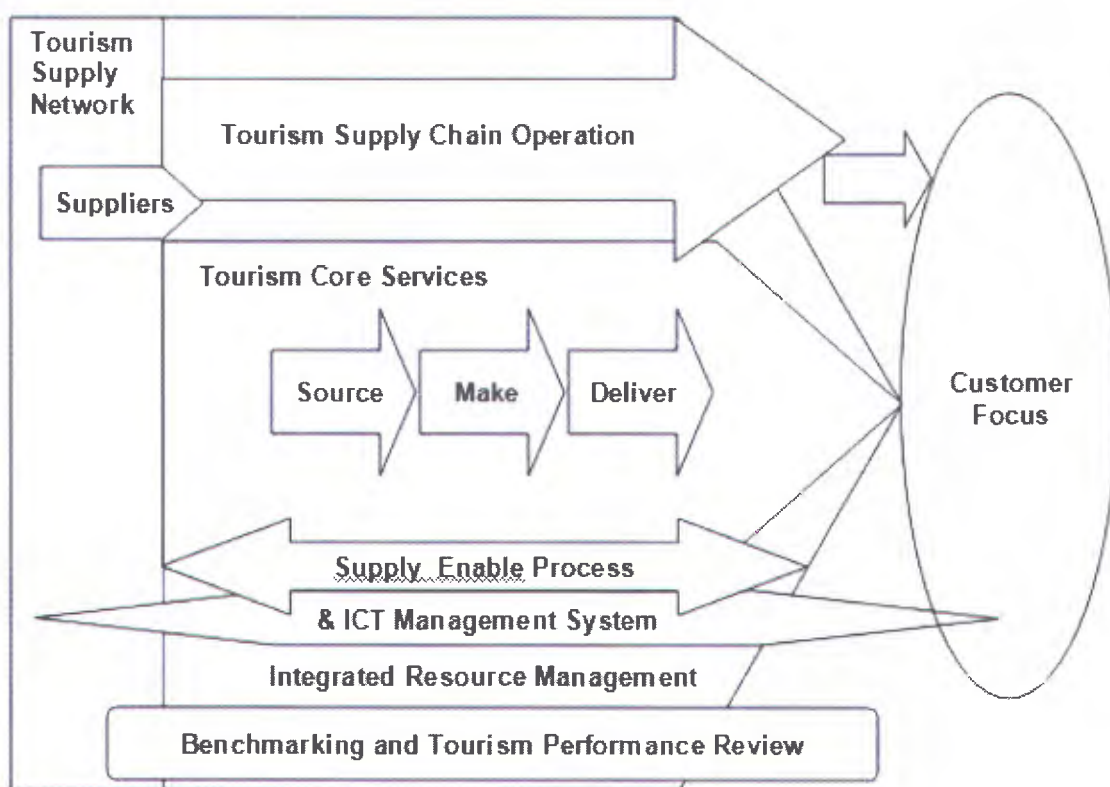 Tourism
Supply
Network
Tourism Supply Chain Operation
Suppliers
Tourism Core Services
Source
Make
Deliver
Customer
Focus
Supply Enable Process
& ICT Management System
Integrated Resource Management
Benchmarking and Tourism Performance Review